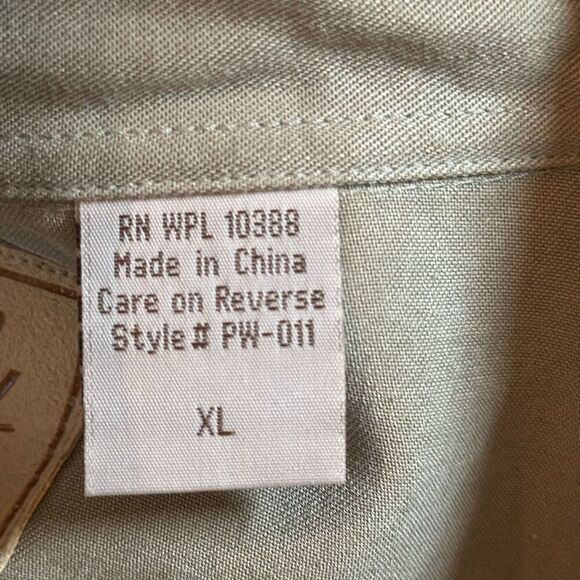 RN WPL 10388
Made in China
Care on Reverse
Style# PW-011
XL